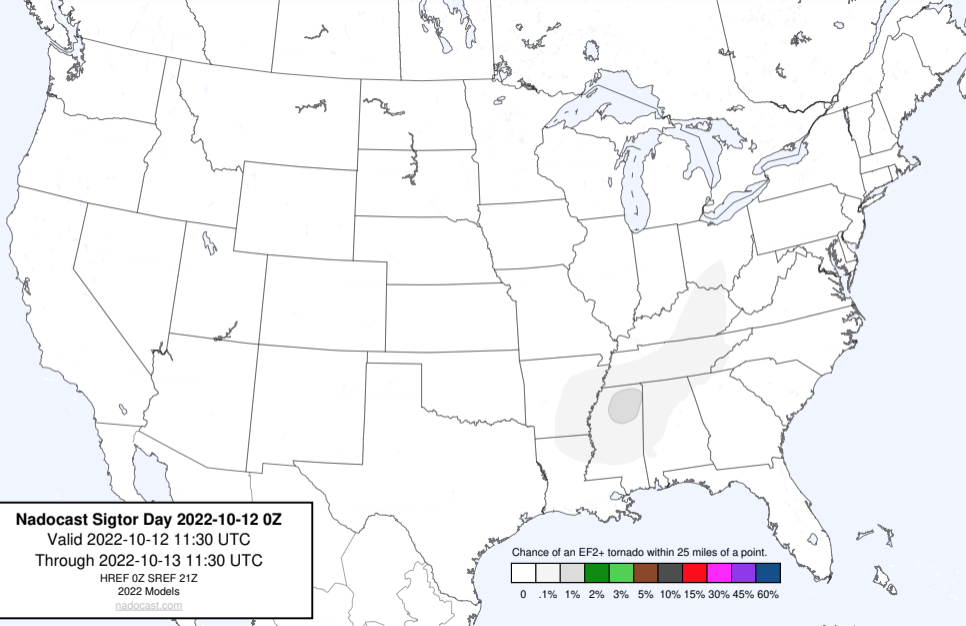 Nadocast Sigtor Day 2022-10-12 0Z
Valid 2022-10-12 11:30 UTC
Through 2022-10-13 11:30 UTC
HREF 0Z SREF 21Z
2022 Models
nadocast.com
Chance of an EF2+ tornado within 25 miles of a point.
0 .1% 1% 2% 3% 5% 10% 15% 30% 45% 60%